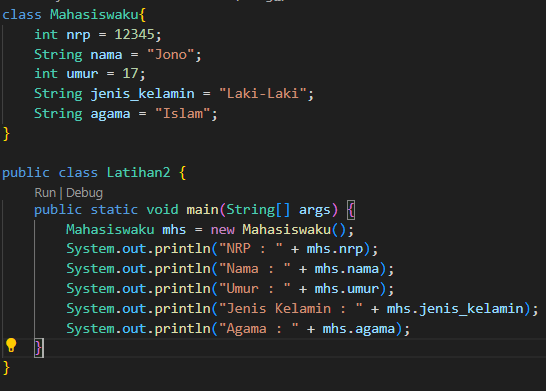 class Mahasiswaku{
    int nrp = 12345;
    String nama = "Jono";
    int umur = 17;
    String jenis_kelamin = "Laki-Laki";
    String agama = "Islam";
}
public class Latihan2 {
    Run | Debug
    public static void main(String[] args) {
        Mahasiswaku mhs = new Mahasiswaku();
        System.out.println("NRP : " + mhs.nrp);
        System.out.println("Nama : " + mhs.nama);
        System.out.println("Umur : " + mhs.umur);
        System.out.println("Jenis Kelamin : " + mhs.jenis_kelamin);
        System.out.println("Agama : " + mhs.agama);
    }
}